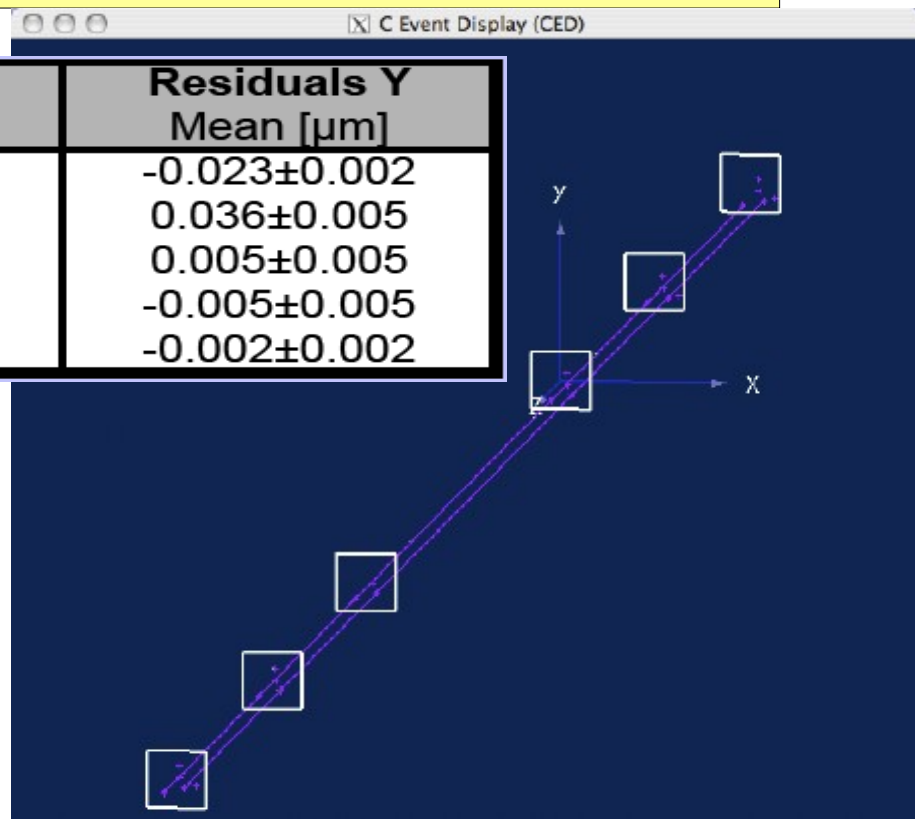 C Event Display (CED)
Residuals Y
Mean [µm]
-0.023±0.002
0.036±0.005
0.005±0.005
-0.005±0.005
-0.002±0.002
y
X
Z